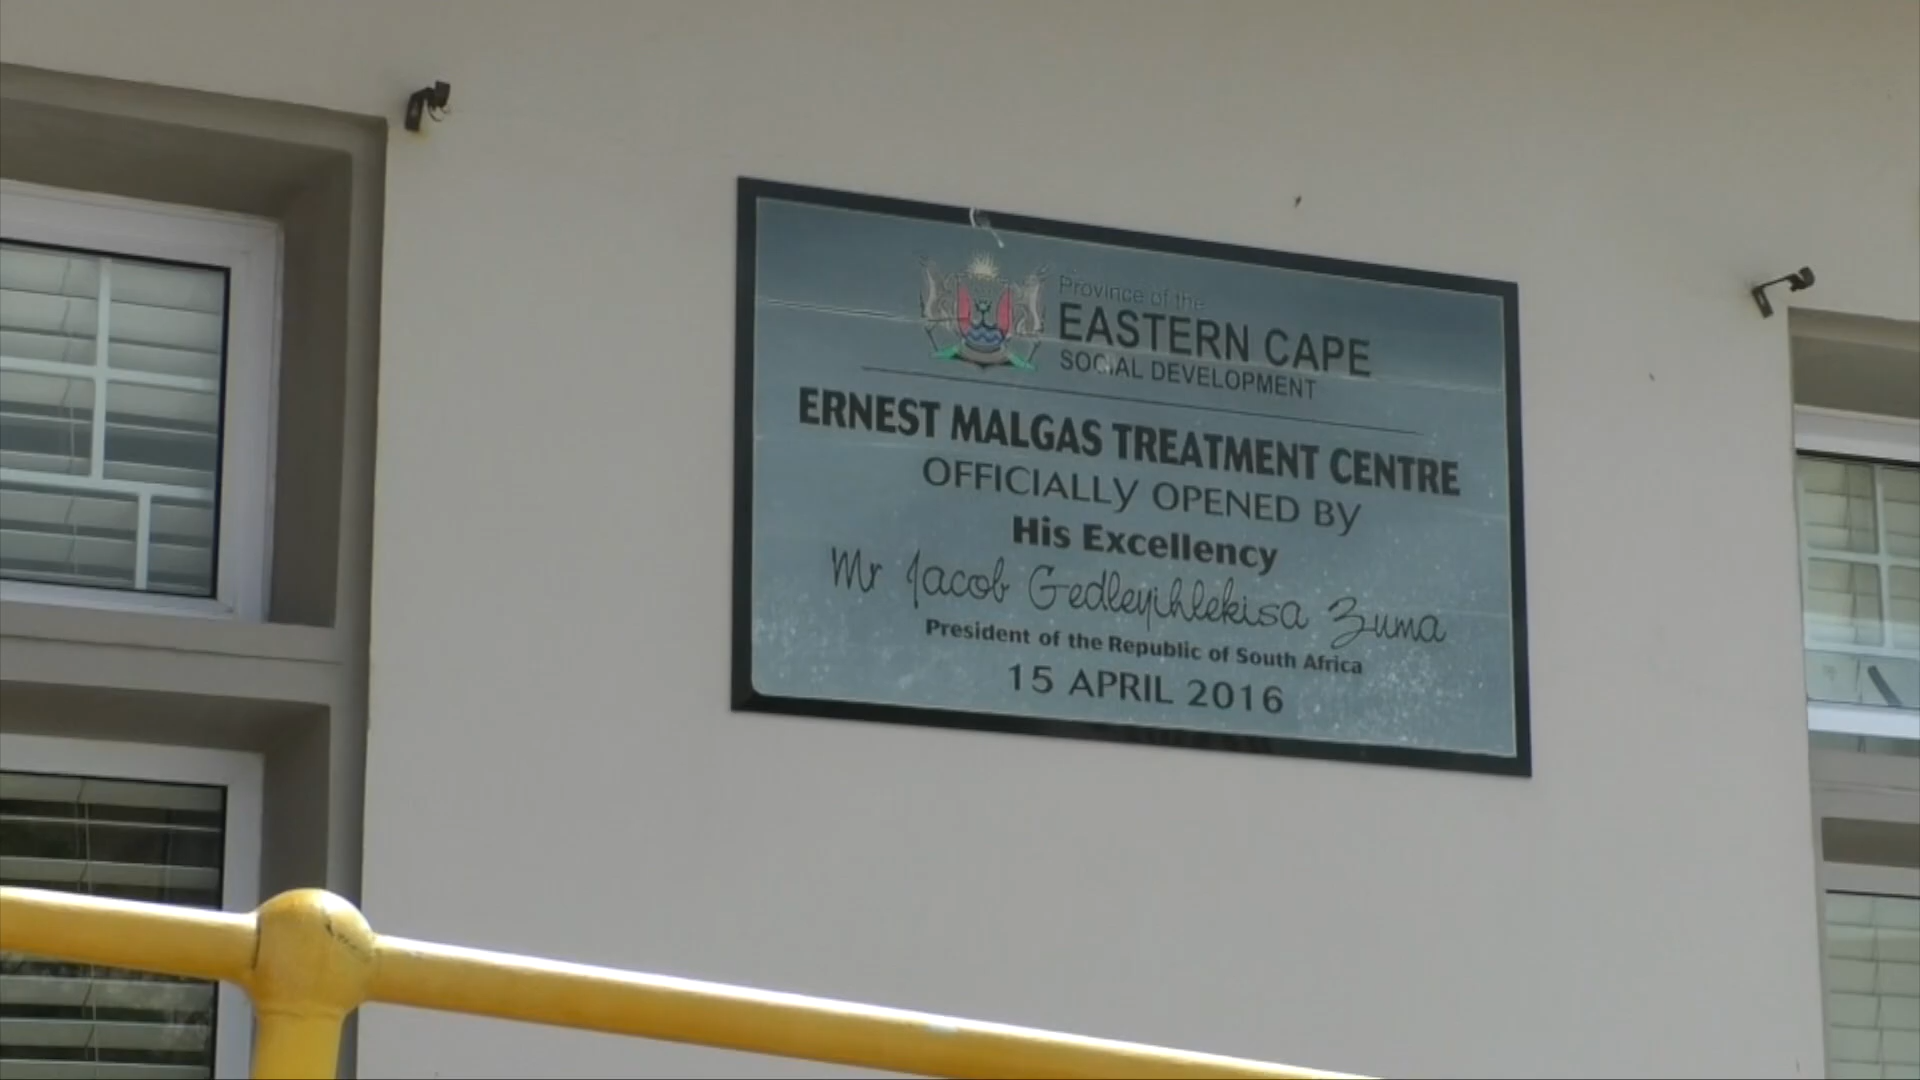 Province of the
EASTERN CAPE
SOCIAL DEVELOPMENT
ERNEST MALGAS TREATMENT CENTRE
OFFICIALLY OPENED BY
His Excellency
Mr Jacob Gedleyihlekisa Zuma
President of the Republic of South Africa
15 APRIL 2016